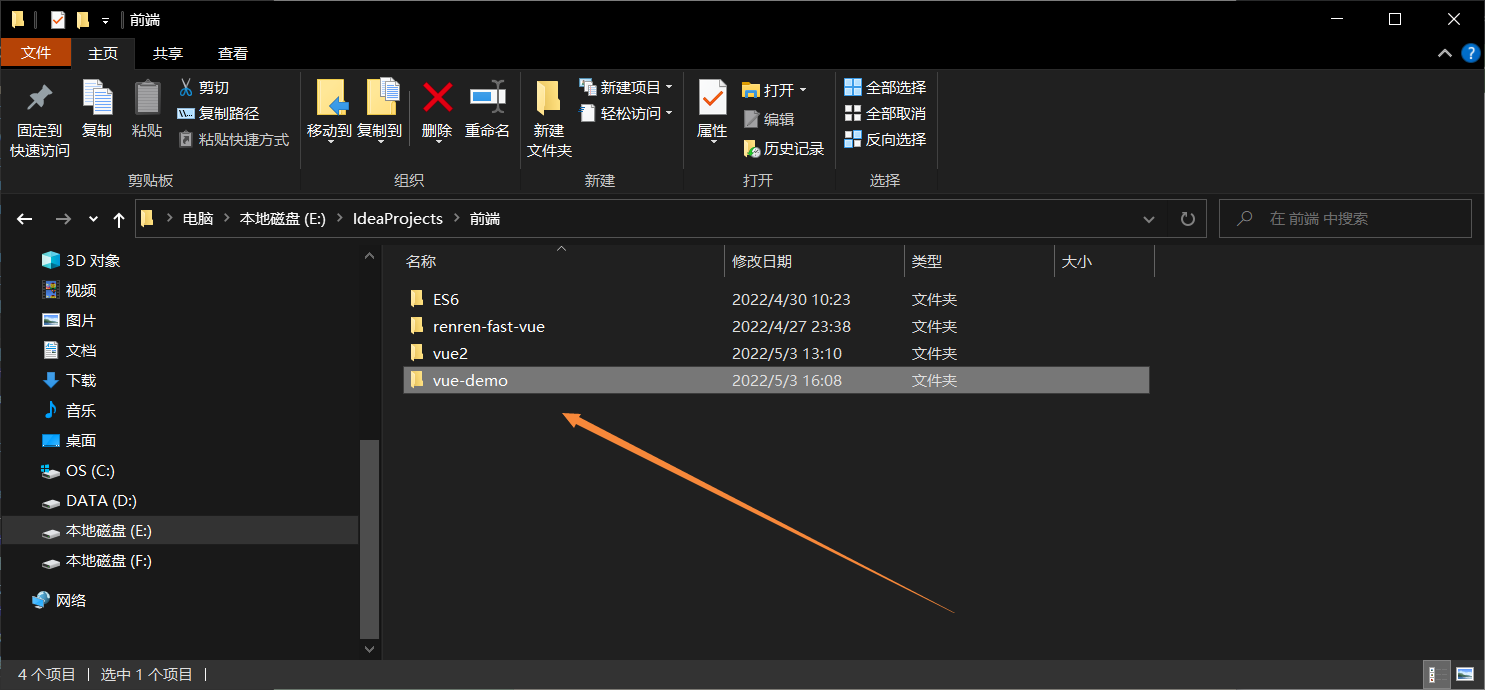 前端
文件 主页 共享 查看
固定到快速访问 复制 粘贴 剪切 复制路径 粘贴快捷方式
移动到 复制到 删除 重命名
新建文件夹 新建项目 轻松访问
属性 打开 编辑 历史记录
全部选择 全部取消 反向选择
剪贴板 组织 新建 打开 选择
电脑 本地磁盘 (E:) IdeaProjects 前端 在 前端 中搜索
3D 对象
视频
图片
文档
下载
音乐
桌面
OS (C:)
DATA (D:)
本地磁盘 (E:)
本地磁盘 (F:)
网络
名称 修改日期 类型 大小
ES6 2022/4/30 10:23 文件夹
renren-fast-vue 2022/4/27 23:38 文件夹
vue2 2022/5/3 13:10 文件夹
vue-demo 2022/5/3 16:08 文件夹
4 个项目 选中 1 个项目